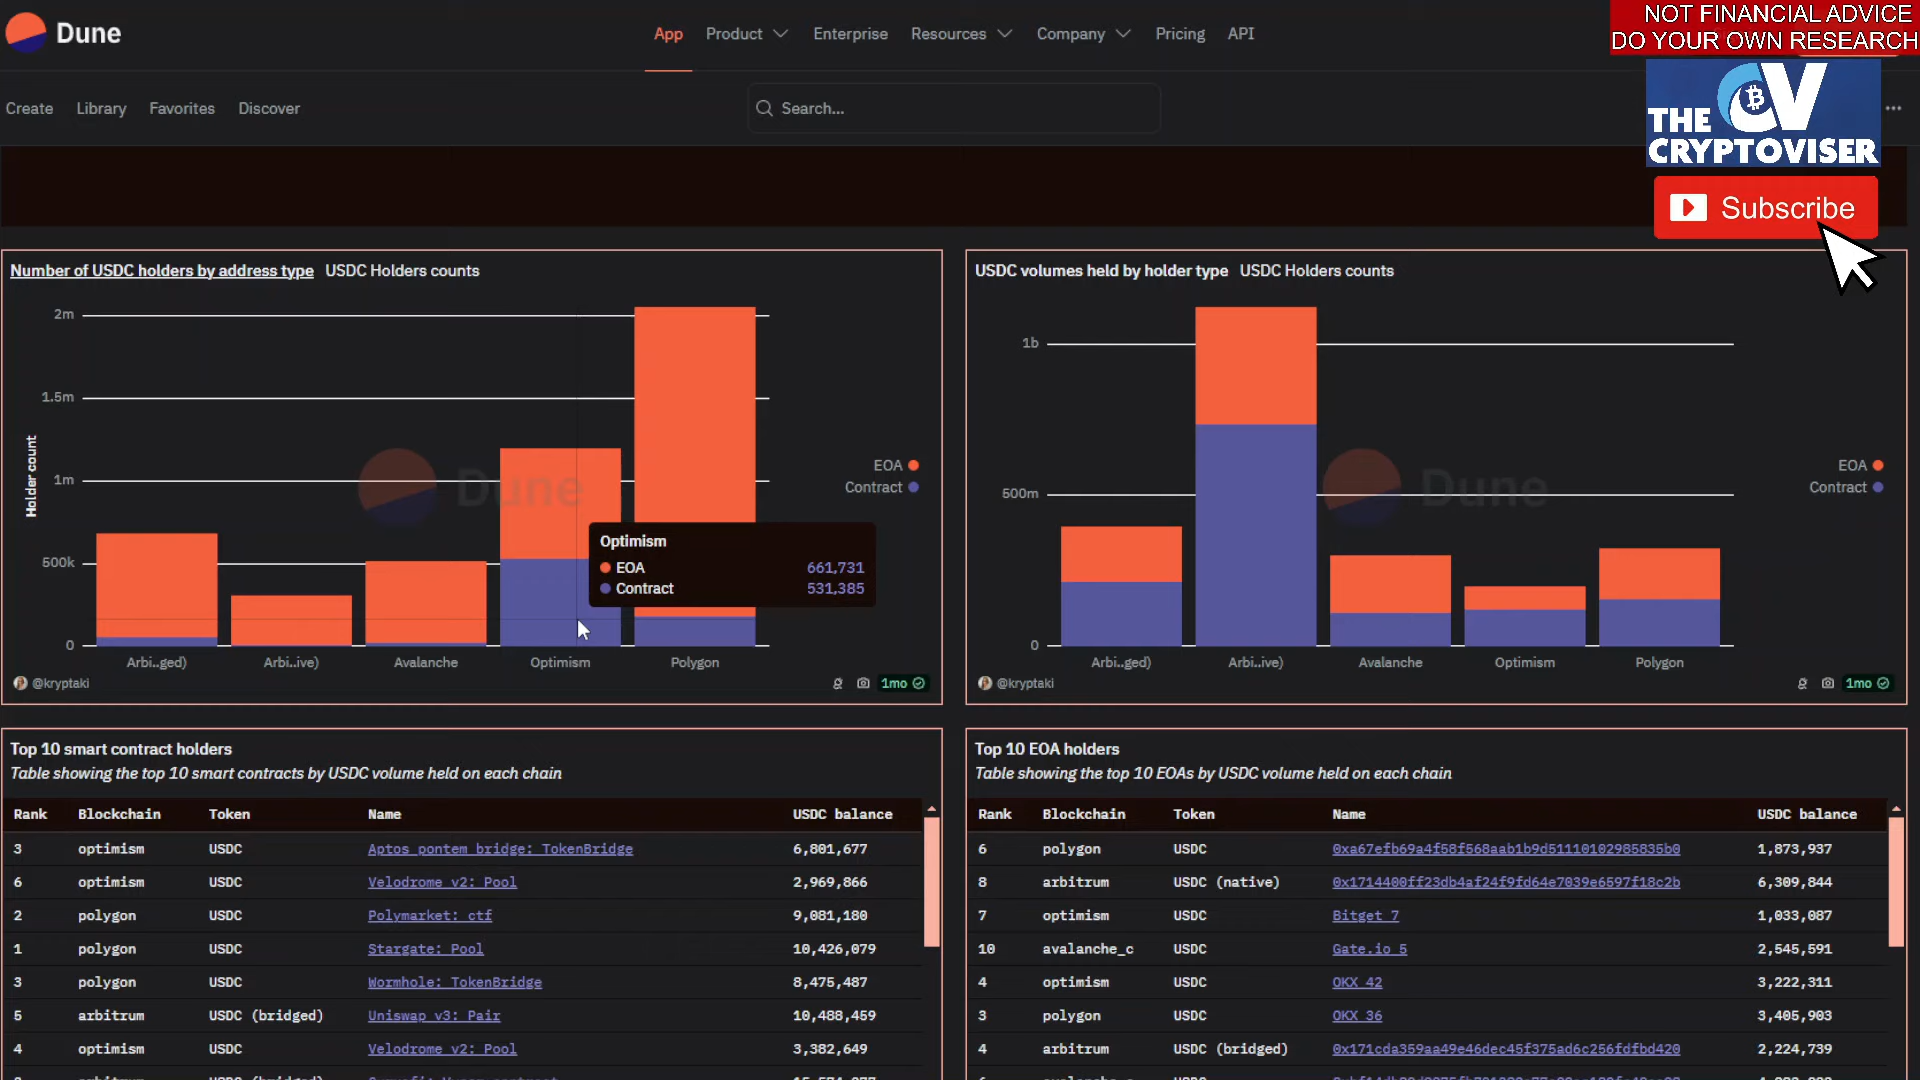 Dune
App Product Enterprise Resources Company Pricing API
NOT FINANCIAL ADVICE
DO YOUR OWN RESEARCH
Create Library Favorites Discover
Search...
THE CV
CRYPTOVISER
Subscribe
Number of USDC holders by address type USDC Holders counts
2m
1.5m
1m
500k
0
Holder count
Dune
EOA
Contract
Optimism
EOA 661,731
Contract 531,385
Arbi..ged) Arbi..ive) Avalanche Optimism Polygon
@kryptaki 1mo
USDC volumes held by holder type USDC Holders counts
1b
500m
0
Dune
EOA
Contract
Arbi..ged) Arbi..ive) Avalanche Optimism Polygon
@kryptaki 1mo
Top 10 smart contract holders
Table showing the top 10 smart contracts by USDC volume held on each chain
Rank Blockchain Token Name USDC balance
3 optimism USDC Aptos pontem bridge: TokenBridge 6,801,677
6 optimism USDC Velodrome v2: Pool 2,969,866
2 polygon USDC Polymarket: ctf 9,081,180
1 polygon USDC Stargate: Pool 10,426,079
3 polygon USDC Wormhole: TokenBridge 8,475,487
5 arbitrum USDC (bridged) Uniswap v3: Pair 10,488,459
4 optimism USDC Velodrome v2: Pool 3,382,649
Top 10 EOA holders
Table showing the top 10 EOAs by USDC volume held on each chain
Rank Blockchain Token Name USDC balance
6 polygon USDC 0xa67efb69a4f58f568aab1b9d51110102985835b0 1,873,937
8 arbitrum USDC (native) 0x1714400ff23db4af24f9fd64e7039e6597f18c2b 6,309,844
7 optimism USDC Bitget 7 1,033,087
10 avalanche_c USDC Gate.io 5 2,545,591
4 optimism USDC OKX 42 3,222,311
3 polygon USDC OKX 36 3,405,903
4 arbitrum USDC (bridged) 0x171cda359aa49e46dec45f375ad6c256fdfbd420 2,224,739